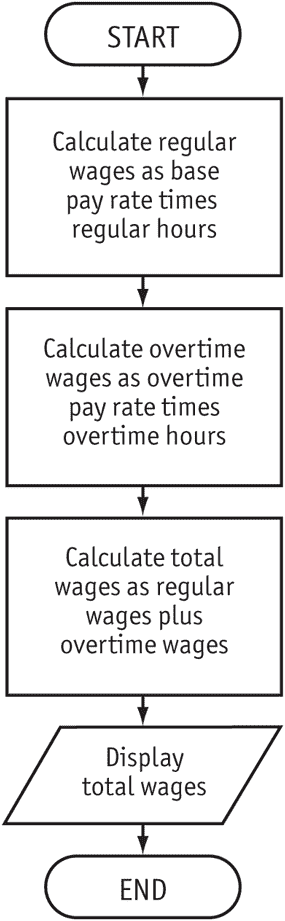 START
Calculate regular
wages as base
pay rate times
regular hours
Calculate overtime
wages as overtime
pay rate times
overtime hours
Calculate total
wages as regular
wages plus
overtime wages
Display
total wages
END